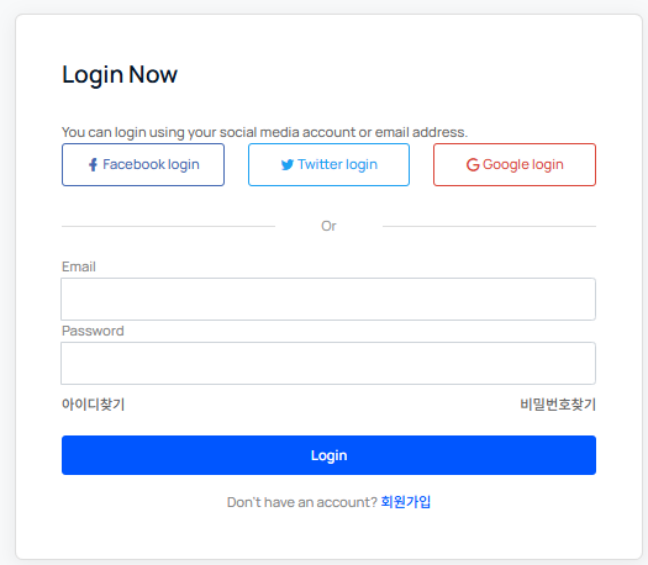 Login Now
You can login using your social media account or email address.
Facebook login Twitter login Google login
Or
Email
Password
아이디찾기 비밀번호찾기
Login
Don't have an account? 회원가입